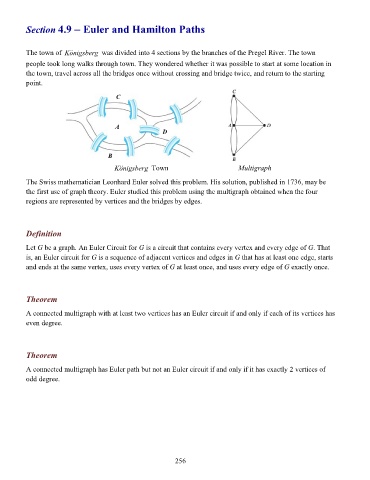 Section 4.9 – Euler and Hamilton Paths
The town of Königsberg was divided into 4 sections by the branches of the Pregel River. The town
people took long walks through town. They wondered whether it was possible to start at some location in
the town, travel across all the bridges once without crossing and bridge twice, and return to the starting
point.
C
A
D
B
C
A
D
B
Königsberg Town
Multigraph
The Swiss mathematician Leonhard Euler solved this problem. His solution, published in 1736, may be
the first use of graph theory. Euler studied this problem using the multigraph obtained when the four
regions are represented by vertices and the bridges by edges.
Definition
Let G be a graph. An Euler Circuit for G is a circuit that contains every vertex and every edge of G. That
is, an Euler circuit for G is a sequence of adjacent vertices and edges in G that has at least one edge, starts
and ends at the same vertex, uses every vertex of G at least once, and uses every edge of G exactly once.
Theorem
A connected multigraph with at least two vertices has an Euler circuit if and only if each of its vertices has
even degree.
Theorem
A connected multigraph has Euler path but not an Euler circuit if and only if it has exactly 2 vertices of
odd degree.
256